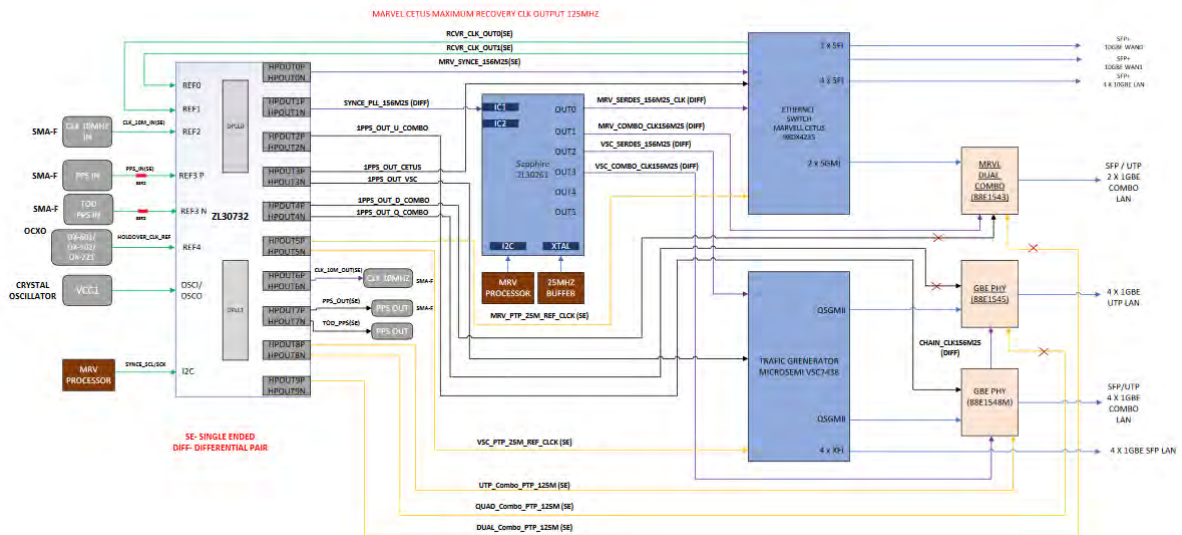 MARVEL CETUS MAXIMUM RECOVERY CLK OUTPUT 125MHZ
RCVR_CLK_OUT0(SE)
RCVR_CLK_OUT1(SE)
MRV_SYNCE_156M25(SE)
SMA-F
CLK 10MHZ IN
CLK_10M_IN(SE)
SMA-F
PPS IN
PPS_IN(SE)
SMA-F
TOD PPS IN
OCXO
HOLDOVER_CLK_REF
CRYSTAL OSCILLATOR
VCC1
MRV PROCESSOR
SYNCE_SCL/SCK
REF0
REF1
REF2
REF3 P
REF3 N
REF4
OSCI/
OSCO
I2C
ZL30732
HPOUT0P
HPOUT0N
HPOUT1P
HPOUT1N
HPOUT2P
HPOUT2N
HPOUT3P
HPOUT3N
HPOUT4P
HPOUT4N
HPOUT5P
HPOUT5N
HPOUT6P
HPOUT6N
HPOUT7P
HPOUT7N
HPOUT8P
HPOUT8N
HPOUT9P
HPOUT9N
SYNCE_PLL_156M25 (DIFF)
1PPS_OUT_U_COMBO
1PPS_OUT_CETUS
1PPS_OUT_VSC
1PPS_OUT_D_COMBO
1PPS_OUT_Q_COMBO
CLK_10M_OUT(SE)
CLK 10MHZ
SMA-F
PPS_OUT(SE)
PPS OUT
SMA-F
TOD_PPS(SE)
PPS OUT
SE- SINGLE ENDED
DIFF- DIFFERENTIAL PAIR
IC1
IC2
Sapphire
ZL30261
OUT0
OUT1
OUT2
OUT3
OUT4
OUT5
I2C
XTAL
MRV PROCESSOR
25MHZ BUFFER
MRV_SERDES_156M25_CLK (DIFF)
MRV_COMBO_CLK156M25 (DIFF)
VSC_SERDES_156M25 (DIFF)
VSC_COMBO_CLK156M25 (DIFF)
MRV_PTP_25M_REF_CLCK (SE)
VSC_PTP_25M_REF_CLCK (SE)
UTP_Combo_PTP_125M (SE)
QUAD_Combo_PTP_125M (SE)
DUAL_Combo_PTP_125M (SE)
4 x SFI
ETHERNCI
SWITCH
MARVELL CETUS
2 x SGMI
QSGMII
TRAFIC GRENERATOR
MICROSEMI VSC7438
QSGMII
4 x XFI
MRVL
DUAL
COMBO
(88E1543)
GBE PHY
(88E1545)
CHAIN_CLK156M25
(DIFF)
GBE PHY
(88E1548M)
SFP+
10GBE WAN0
SFP+
10GBE WAN1
SFP+
4 X 10GBE LAN
SFP / UTP
2 X 1GBE
COMBO
LAN
4 X 1GBE
UTP LAN
SFP/UTP
4 X 1GBE
COMBO
LAN
4 X 1GBE SFP LAN